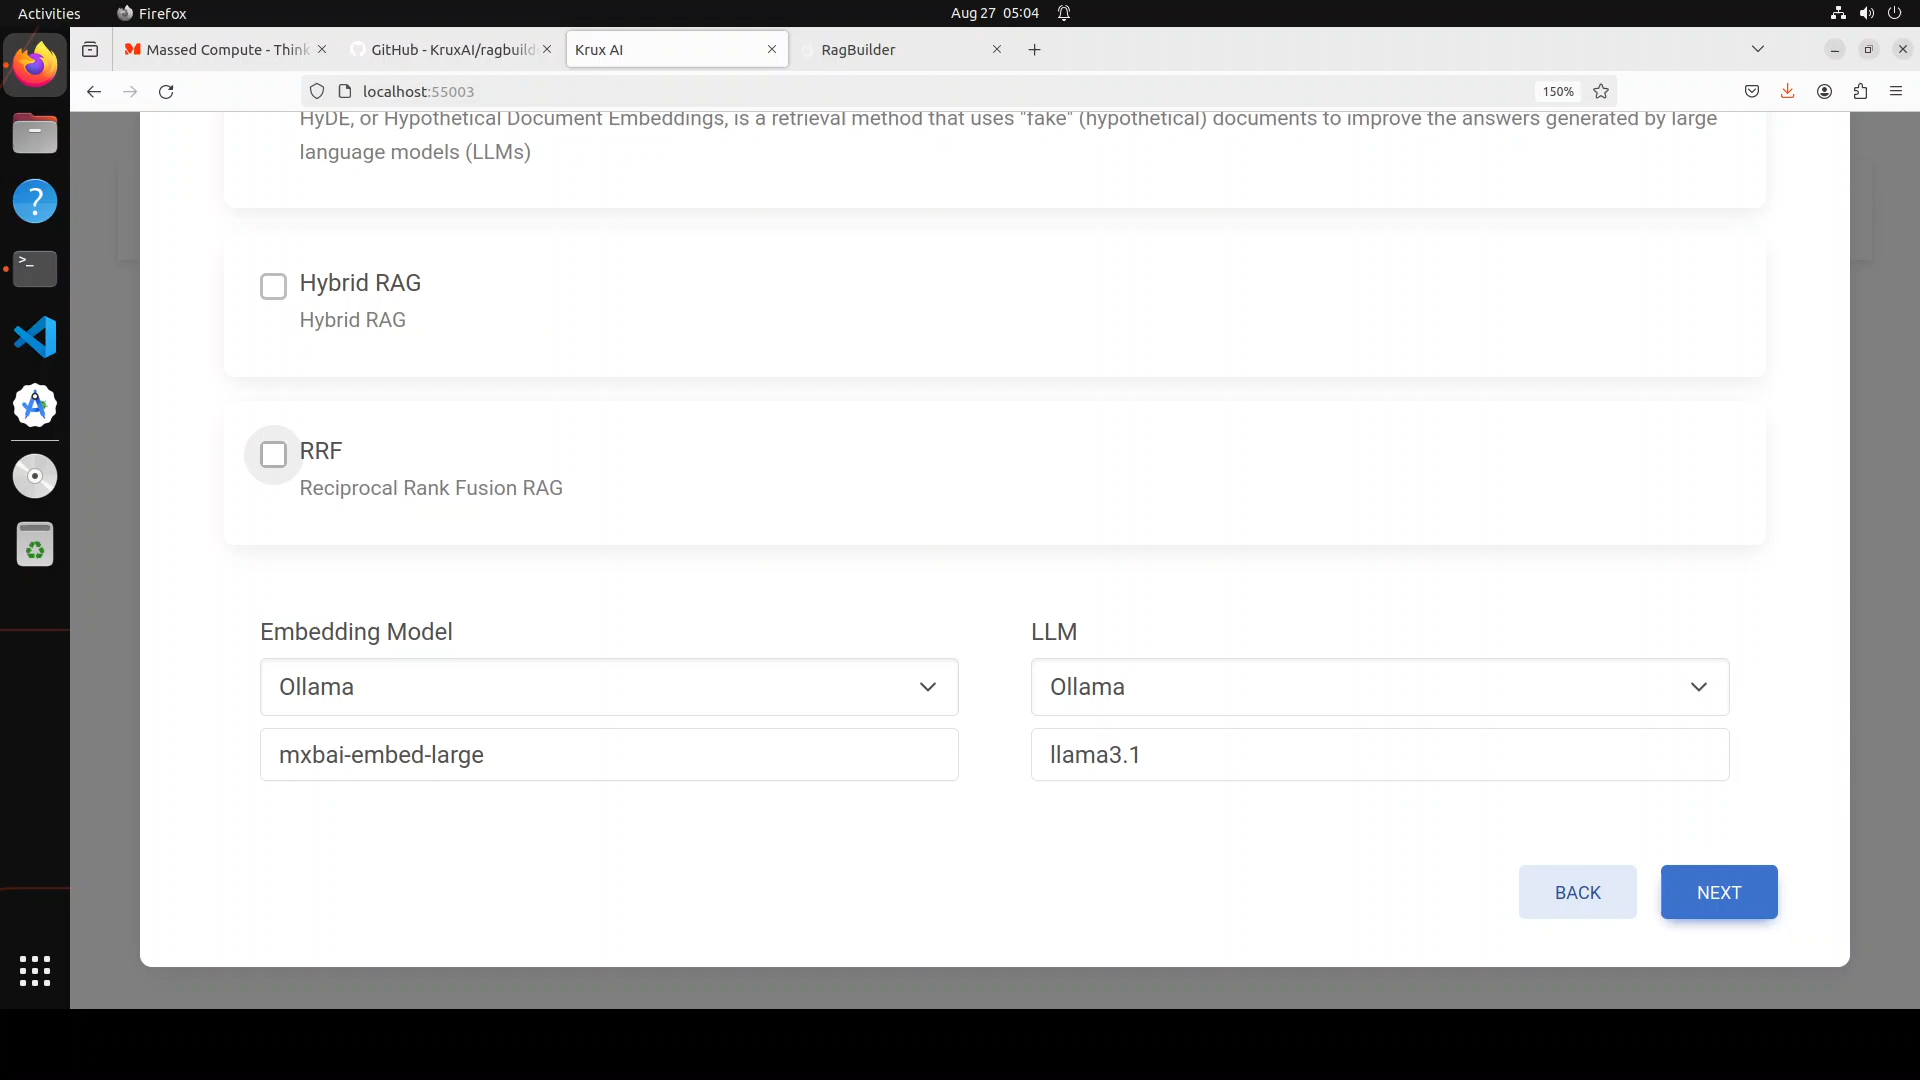 Activities
Firefox
Aug 27 05:04
Massed Compute - Think
GitHub - KruxAI/ragbuild
Krux AI
RagBuilder
localhost:55003
150%
HyDE, or Hypothetical Document Embeddings, is a retrieval method that uses "fake" (hypothetical) documents to improve the answers generated by large
language models (LLMs)
Hybrid RAG
Hybrid RAG
RRF
Reciprocal Rank Fusion RAG
Embedding Model
LLM
Ollama
Ollama
mxbai-embed-large
llama3.1
BACK
NEXT